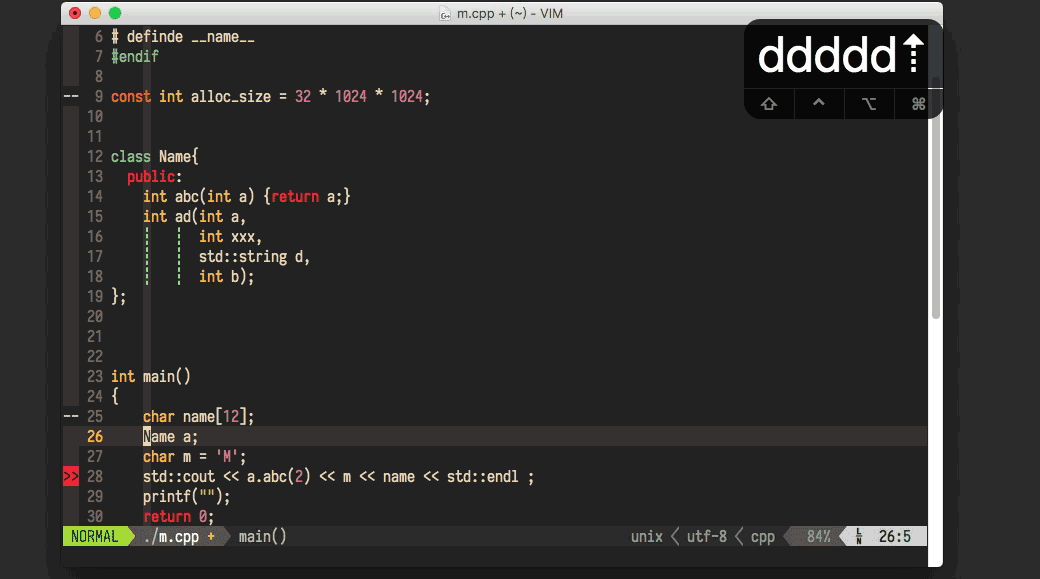 m.cpp + (~) - VIM
ddddd⇡
⇧ ⌃ ⌥ ⌘
6 # definde __name__
7 #endif
8
-- 9 const int alloc_size = 32 * 1024 * 1024;
10
11
12 class Name{
13   public:
14     int abc(int a) {return a;}
15     int ad(int a,
16            int xxx,
17            std::string d,
18            int b);
19 };
20
21
22
23 int main()
24 {
-- 25     char name[12];
26     Name a;
27     char m = 'M';
>> 28     std::cout << a.abc(2) << m << name << std::endl ;
29     printf("");
30     return 0;
NORMAL ./m.cpp + main() unix utf-8 cpp 84% LN 26:5